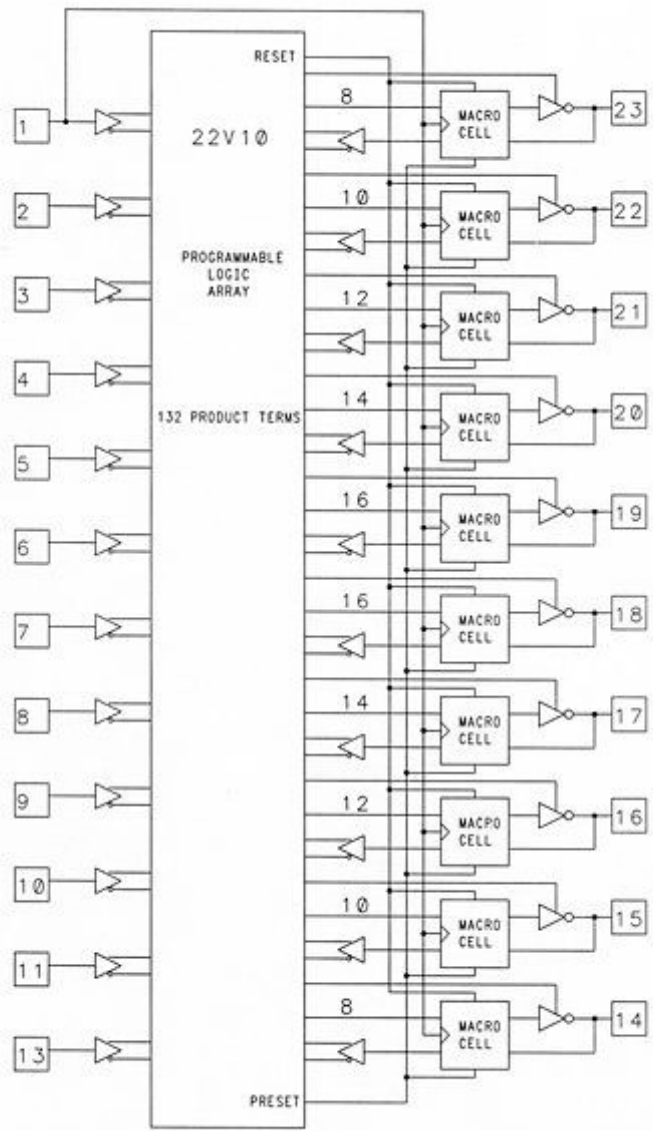 RESET
1
22V10
8
MACRO
CELL
23
2
10
MACRO
CELL
22
3
PROGRAMMABLE
LOGIC
ARRAY
12
MACRO
CELL
21
4
132 PRODUCT TERMS
14
MACRO
CELL
20
5
16
MACRO
CELL
19
6
16
MACRO
CELL
18
7
14
MACRO
CELL
17
8
12
MACPO
CELL
16
9
10
MACRO
CELL
15
10
8
MACRO
CELL
14
11
13
PRESET